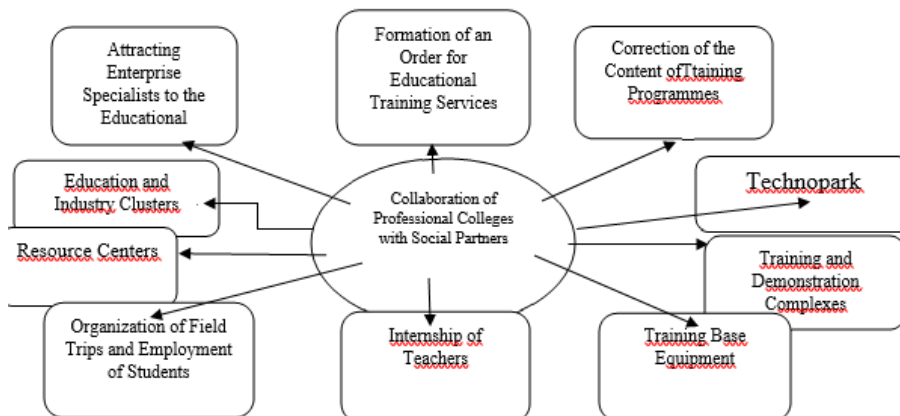 Attracting
Enterprise
Specialists to the
Educational
Formation of an
Order for
Educational
Training Services
Correction of the
Content ofTtaining
Programmes
Education and
Industry Clusters
Collaboration of
Professional Colleges
with Social Partners
Technopark
Resource Centers
Training and
Demonstration
Complexes
Organization of Field
Trips and Employment
of Students
Internship of
Teachers
Training Base
Equipment